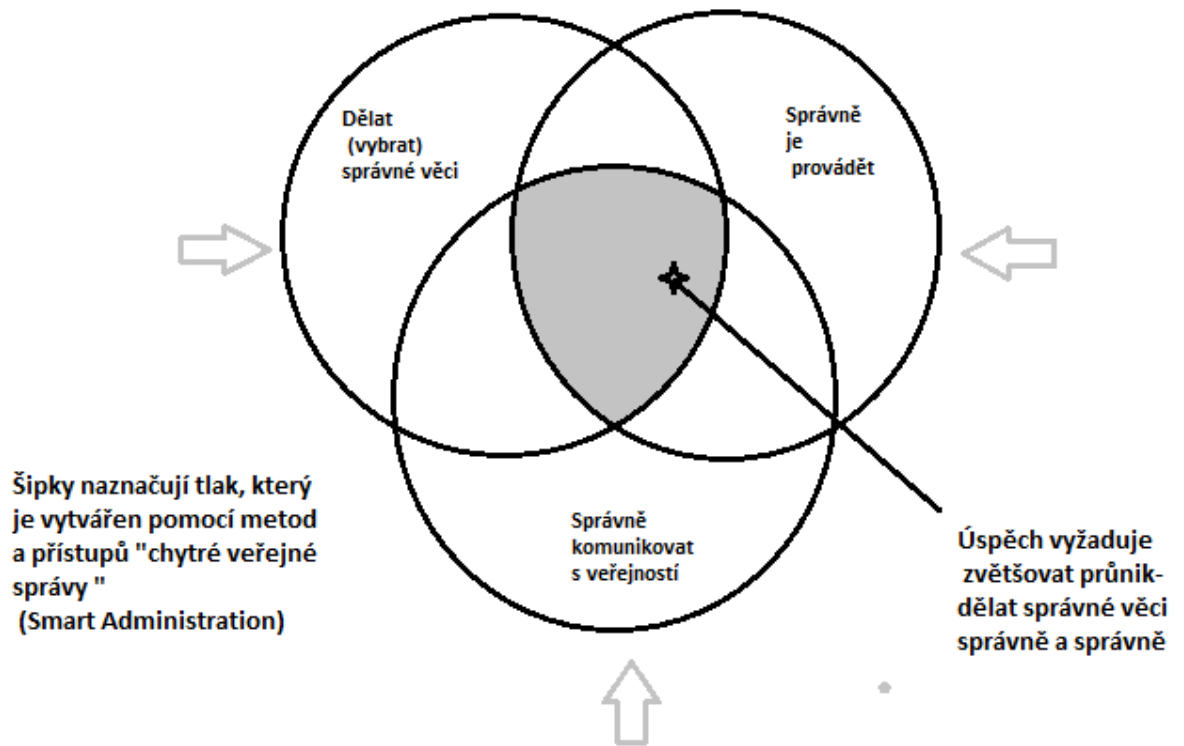 Dělat
(vybrat)
správné věci
Správně
je
provádět
Správně
komunikovat
s veřejností
Šipky naznačují tlak, který
je vytvářen pomocí metod
a přístupů "chytré veřejné
správy "
(Smart Administration)
Úspěch vyžaduje
zvětšovat průnik-
dělat správné věci
správně a správně